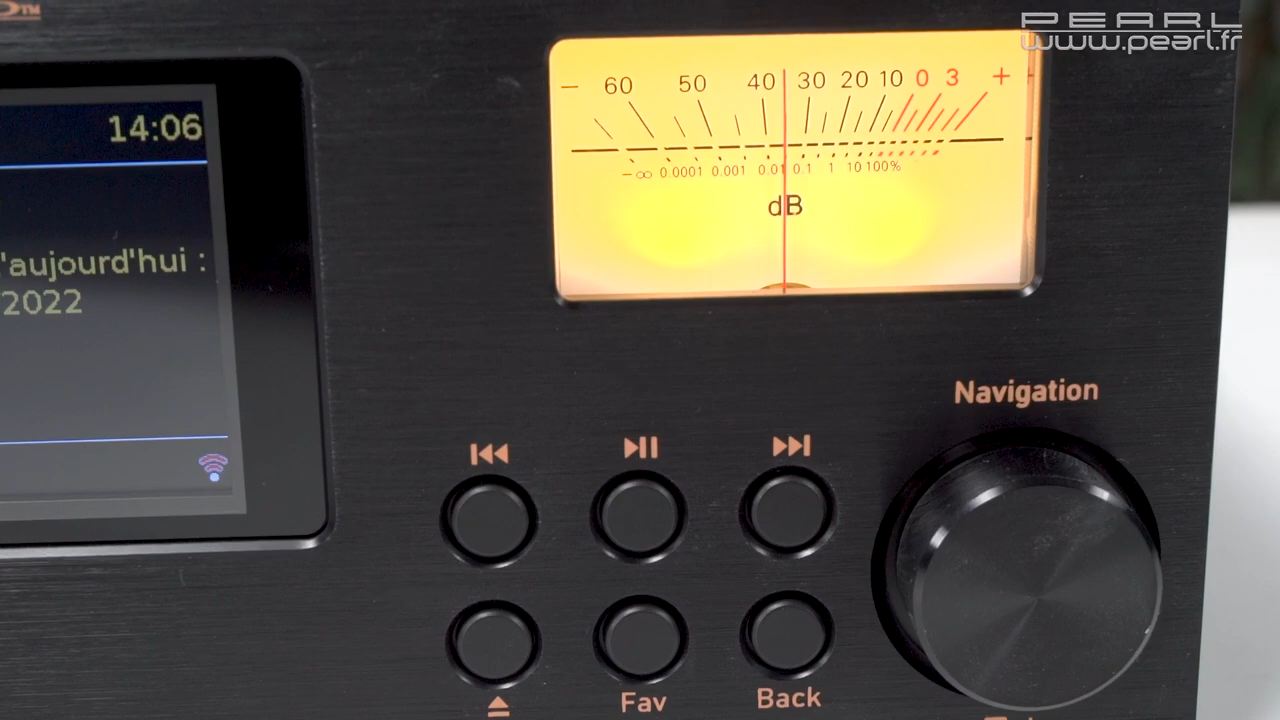 PEARL
www.pearl.fr
14:06
'aujourd'hui :
2022
− 60 50 40 30 20 10 0 3 +
−∞ 0.0001 0.001 0.01 0.1 1 10 100%
dB
Navigation
Fav
Back